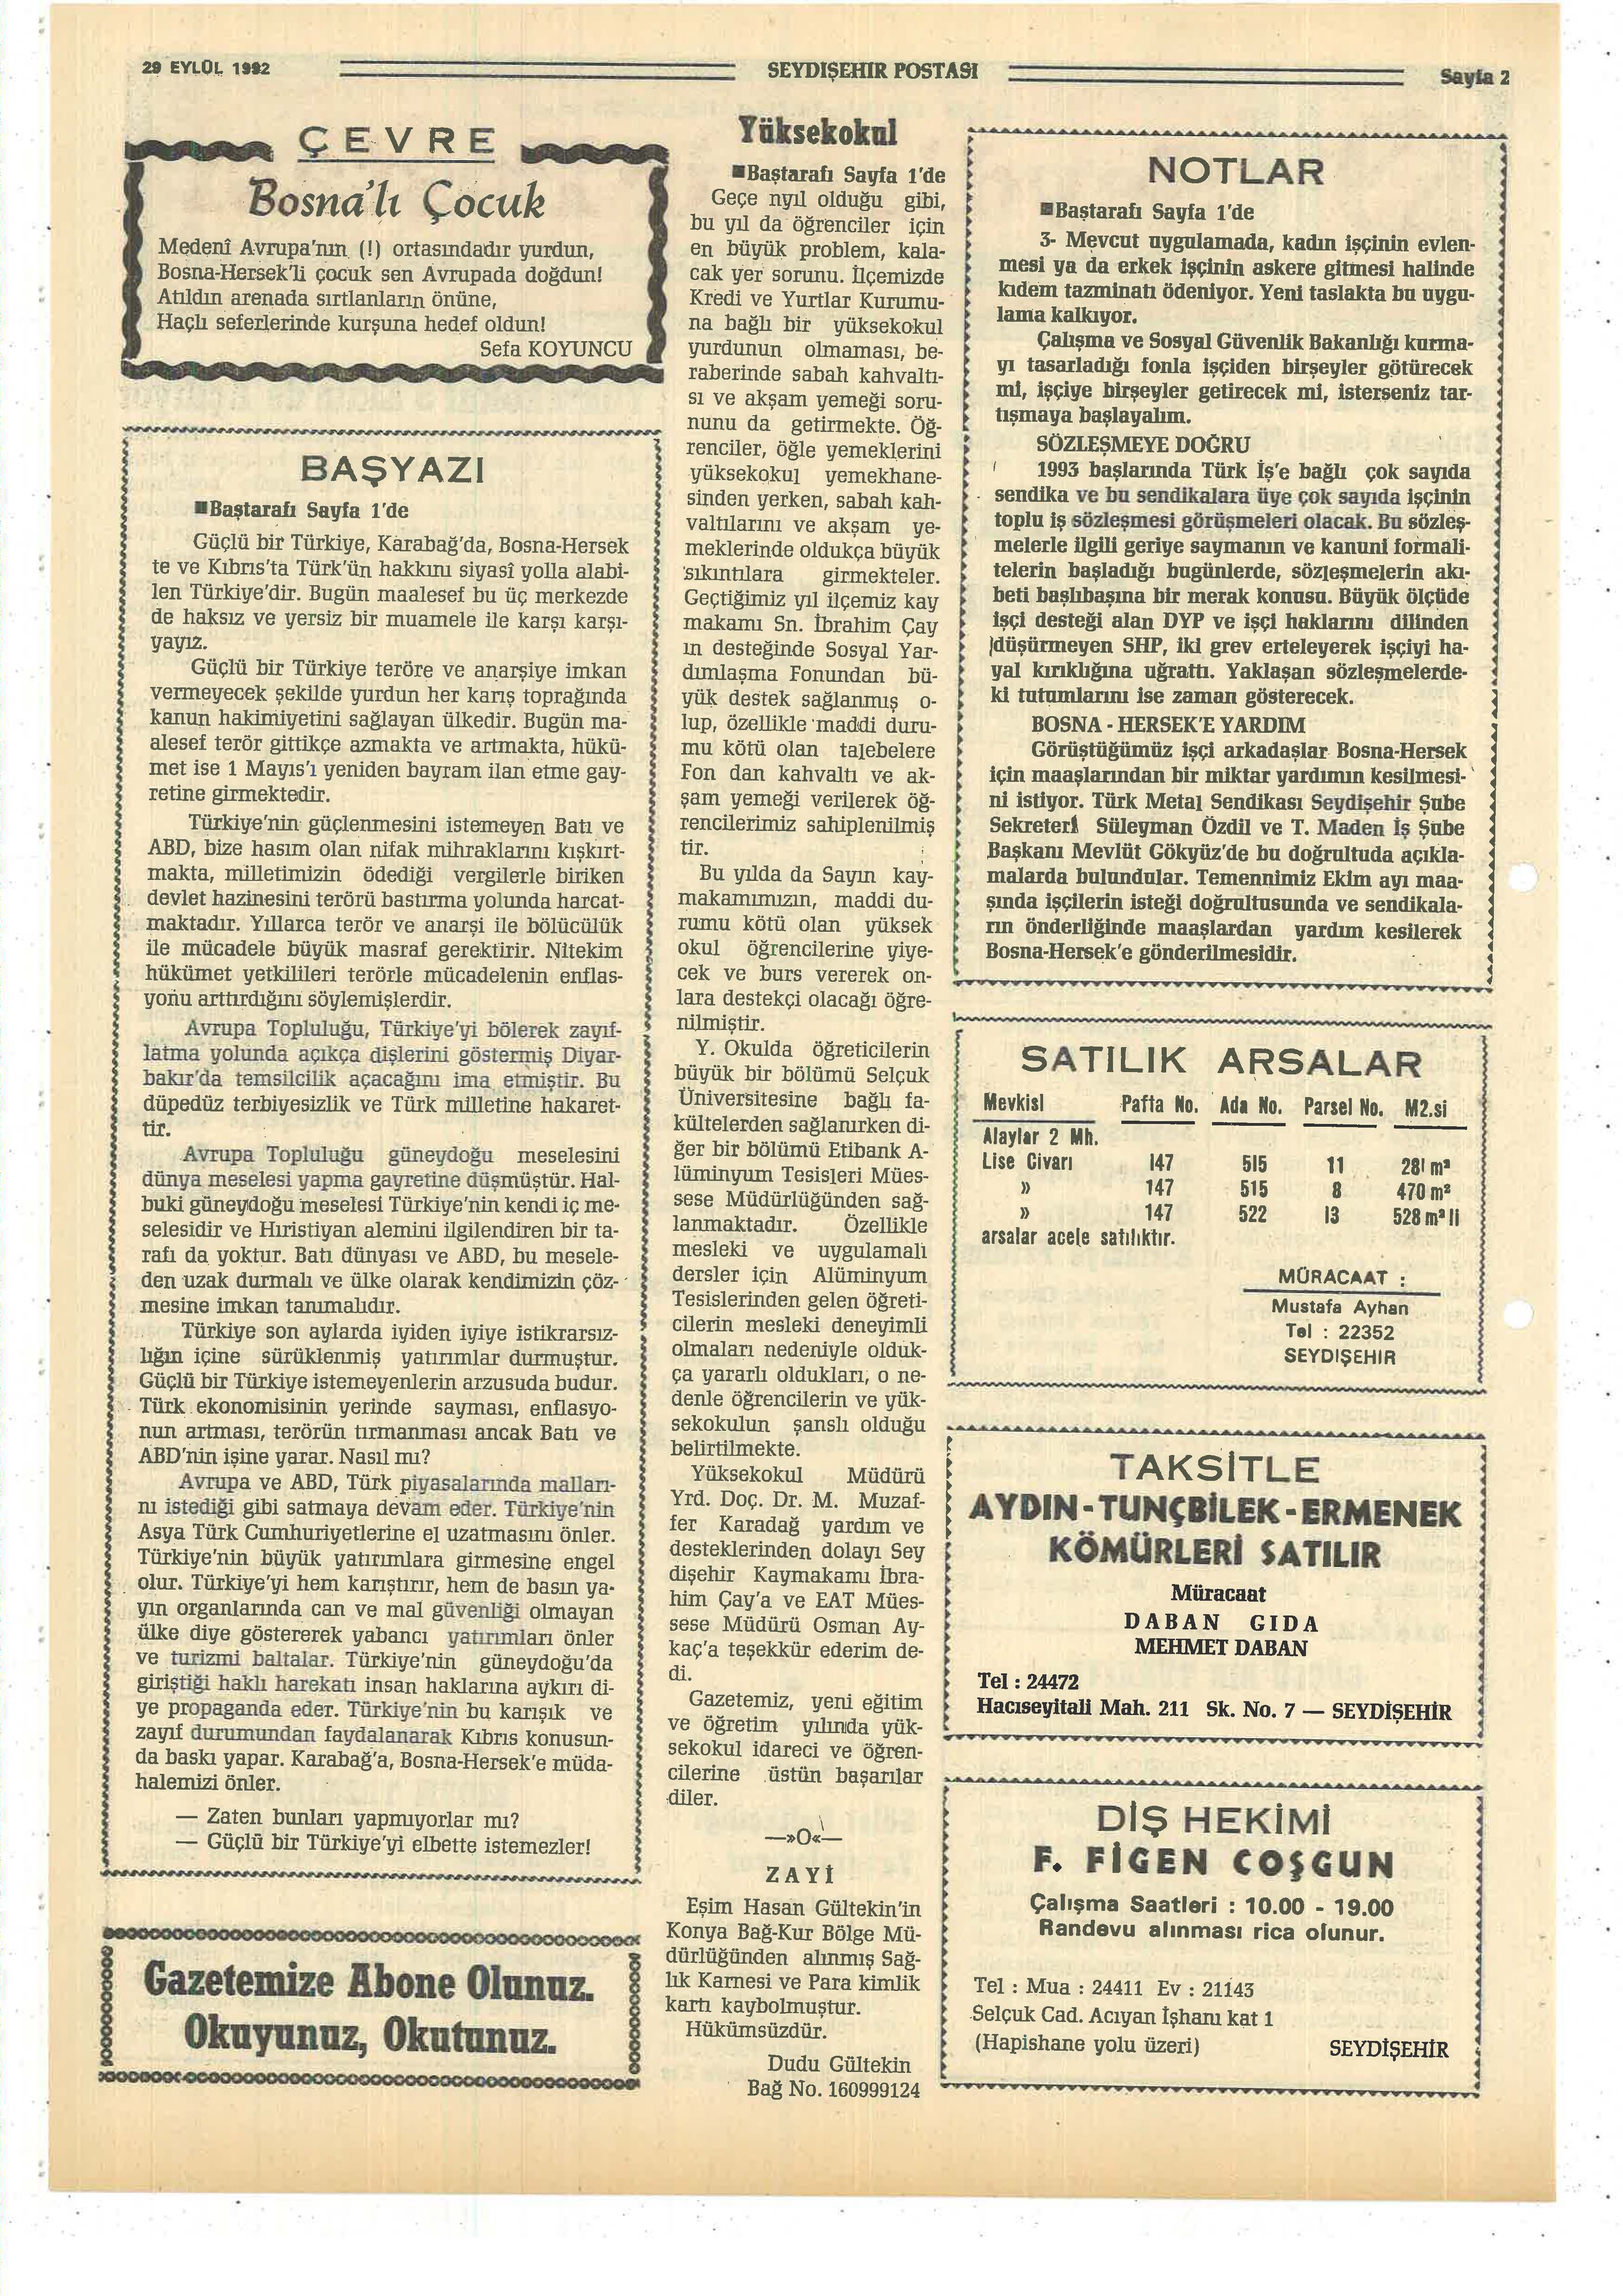 29 EYLÜL 1992
SEYDİŞEHİR POSTASI
Sayfa 2
ÇEVRE
Bosna'lı Çocuk
Medenî Avrupa'nın (!) ortasındadır yurdun,
Bosna-Hersek'li çocuk sen Avrupada doğdun!
Atıldın arenada sırtlanların önüne,
Haçlı seferlerinde kurşuna hedef oldun!
Sefa KOYUNCU
BAŞYAZI
■Baştarafı Sayfa 1'de
Güçlü bir Türkiye, Karabağ'da, Bosna-Hersek
te ve Kıbrıs'ta Türk'ün hakkını siyasî yolla alabi-
len Türkiye'dir. Bugün maalesef bu üç merkezde
de haksız ve yersiz bir muamele ile karşı karşı-
yayız.
Güçlü bir Türkiye teröre ve anarşiye imkan
vermeyecek şekilde yurdun her karış toprağında
kanun hakimiyetini sağlayan ülkedir. Bugün ma-
alesef terör gittikçe azmakta ve artmakta, hükü-
met ise 1 Mayıs'ı yeniden bayram ilan etme gay-
retine girmektedir.
Türkiye'nin güçlenmesini istemeyen Batı ve
ABD, bize hasım olan nifak mihraklarını kışkırt-
makta, milletimizin ödediği vergilerle biriken
devlet hazinesini terörü bastırma yolunda harcat-
maktadır. Yıllarca terör ve anarşi ile bölücülük
ile mücadele büyük masraf gerektirir. Nitekim
hükümet yetkilileri terörle mücadelenin enflas-
yonu arttırdığını söylemişlerdir.
Avrupa Topluluğu, Türkiye'yi bölerek zayıf-
latma yolunda açıkça dişlerini göstermiş Diyar-
bakır'da temsilcilik açacağını ima etmiştir. Bu
düpedüz terbiyesizlik ve Türk milletine hakaret-
tir.
Avrupa Topluluğu güneydoğu meselesini
dünya meselesi yapma gayretine düşmüştür. Hal-
buki güneydoğu meselesi Türkiye'nin kendi iç me-
selesidir ve Hıristiyan alemini ilgilendiren bir ta-
rafı da yoktur. Batı dünyası ve ABD, bu mesele-
den uzak durmalı ve ülke olarak kendimizin çöz-
mesine imkan tanımalıdır.
Türkiye son aylarda iyiden iyiye istikrarsız-
lığın içine sürüklenmiş yatırımlar durmuştur.
Güçlü bir Türkiye istemeyenlerin arzusuda budur.
Türk ekonomisinin yerinde sayması, enflasyo-
nun artması, terörün tırmanması ancak Batı ve
ABD'nin işine yarar. Nasıl mı?
Avrupa ve ABD, Türk piyasalarında malları-
nı istediği gibi satmaya devam eder. Türkiye'nin
Asya Türk Cumhuriyetlerine el uzatmasını önler.
Türkiye'nin büyük yatırımlara girmesine engel
olur. Türkiye'yi hem karıştırır, hem de basın ya-
yın organlarında can ve mal güvenliği olmayan
ülke diye göstererek yabancı yatırımları önler
ve turizmi baltalar. Türkiye'nin güneydoğu'da
giriştiği haklı harekatı insan haklarına aykırı di-
ye propaganda eder. Türkiye'nin bu karışık ve
zayıf durumundan faydalanarak Kıbrıs konusun-
da baskı yapar. Karabağ'a, Bosna-Hersek'e müda-
halemizi önler.
— Zaten bunları yapmıyorlar mı?
— Güçlü bir Türkiye'yi elbette istemezler!
Gazetemize Abone Olunuz.
Okuyunuz, Okutunuz.
Yüksekokul
■Baştarafı Sayfa 1'de
Geçe nyıl olduğu gibi,
bu yıl da öğrenciler için
en büyük problem, kala-
cak yer sorunu. İlçemizde
Kredi ve Yurtlar Kurumu-
na bağlı bir yüksekokul
yurdunun olmaması, be-
raberinde sabah kahvaltı-
sı ve akşam yemeği soru-
nunu da getirmekte. Öğ-
renciler, öğle yemeklerini
yüksekokul yemekhane-
sinden yerken, sabah kah-
valtılarını ve akşam ye-
meklerinde oldukça büyük
sıkıntılara girmekteler.
Geçtiğimiz yıl ilçemiz kay
makamı Sn. İbrahim Çay
ın desteğinde Sosyal Yar-
dımlaşma Fonundan bü-
yük destek sağlanmış o-
lup, özellikle maddi duru-
mu kötü olan talebelere
Fon dan kahvaltı ve ak-
şam yemeği verilerek öğ-
rencilerimiz sahiplenilmiş
tir.
Bu yılda da Sayın kay-
makamımızın, maddi du-
rumu kötü olan yüksek
okul öğrencilerine yiye-
cek ve burs vererek on-
lara destekçi olacağı öğre-
nilmiştir.
Y. Okulda öğreticilerin
büyük bir bölümü Selçuk
Üniversitesine bağlı fa-
kültelerden sağlanırken di-
ğer bir bölümü Etibank A-
lüminyum Tesisleri Mües-
sese Müdürlüğünden sağ-
lanmaktadır. Özellikle
mesleki ve uygulamalı
dersler için Alüminyum
Tesislerinden gelen öğreti-
cilerin mesleki deneyimli
olmaları nedeniyle olduk-
ça yararlı oldukları, o ne-
denle öğrencilerin ve yük-
sekokulun şanslı olduğu
belirtilmekte.
Yüksekokul Müdürü
Yrd. Doç. Dr. M. Muzaf-
fer Karadağ yardım ve
desteklerinden dolayı Sey
dişehir Kaymakamı İbra-
him Çay'a ve EAT Mües-
sese Müdürü Osman Ay-
kaç'a teşekkür ederim de-
di.
Gazetemiz, yeni eğitim
ve öğretim yılında yük-
sekokul idareci ve öğren-
cilerine üstün başarılar
diler.
—»O«—
ZAYİ
Eşim Hasan Gültekin'in
Konya Bağ-Kur Bölge Mü-
dürlüğünden alınmış Sağ-
lık Karnesi ve Para kimlik
kartı kaybolmuştur.
Hükümsüzdür.
Dudu Gültekin
Bağ No. 160999124
NOTLAR
■Baştarafı Sayfa 1'de
3- Mevcut uygulamada, kadın işçinin evlen-
mesi ya da erkek işçinin askere gitmesi halinde
kıdem tazminatı ödeniyor. Yeni taslakta bu uygu-
lama kalkıyor.
Çalışma ve Sosyal Güvenlik Bakanlığı kurma-
yı tasarladığı fonla işçiden birşeyler götürecek
mi, işçiye birşeyler getirecek mi, isterseniz tar-
tışmaya başlayalım.
SÖZLEŞMEYE DOĞRU
1993 başlarında Türk İş'e bağlı çok sayıda
sendika ve bu sendikalara üye çok sayıda işçinin
toplu iş sözleşmesi görüşmeleri olacak. Bu sözleş-
melerle ilgili geriye saymanın ve kanuni formali-
telerin başladığı bugünlerde, sözleşmelerin akı-
beti başlıbaşına bir merak konusu. Büyük ölçüde
işçi desteği alan DYP ve işçi haklarını dilinden
düşürmeyen SHP, iki grev erteleyerek işçiyi ha-
yal kırıklığına uğrattı. Yaklaşan sözleşmelerde-
ki tutumlarını ise zaman gösterecek.
BOSNA - HERSEK'E YARDIM
Görüştüğümüz işçi arkadaşlar Bosna-Hersek
için maaşlarından bir miktar yardımın kesilmesi-
ni istiyor. Türk Metal Sendikası Seydişehir Şube
Sekreteri Süleyman Özdil ve T. Maden İş Şube
Başkanı Mevlüt Gökyüz'de bu doğrultuda açıkla-
malarda bulundular. Temennimiz Ekim ayı maa-
şında işçilerin isteği doğrultusunda ve sendikala-
rın önderliğinde maaşlardan yardım kesilerek
Bosna-Hersek'e gönderilmesidir.
SATILIK ARSALAR
Mevkisi Pafta No. Ada No. Parsel No. M2.si
Alaylar 2 Mh.
Lise Civarı 147 515 11 281 m²
» 147 515 8 470 m²
» 147 522 13 528 m² li
arsalar acele satılıktır.
MÜRACAAT :
Mustafa Ayhan
Tel : 22352
SEYDİŞEHİR
TAKSİTLE
AYDIN-TUNÇBİLEK-ERMENEK
KÖMÜRLERİ SATILIR
Müracaat
DABAN GIDA
MEHMET DABAN
Tel : 24472
Hacıseyitali Mah. 211 Sk. No. 7 — SEYDİŞEHİR
DİŞ HEKİMİ
F. FİGEN COŞGUN
Çalışma Saatleri : 10.00 - 19.00
Randevu alınması rica olunur.
Tel : Mua : 24411 Ev : 21143
Selçuk Cad. Acıyan İşhanı kat 1
(Hapishane yolu üzeri)
SEYDİŞEHİR